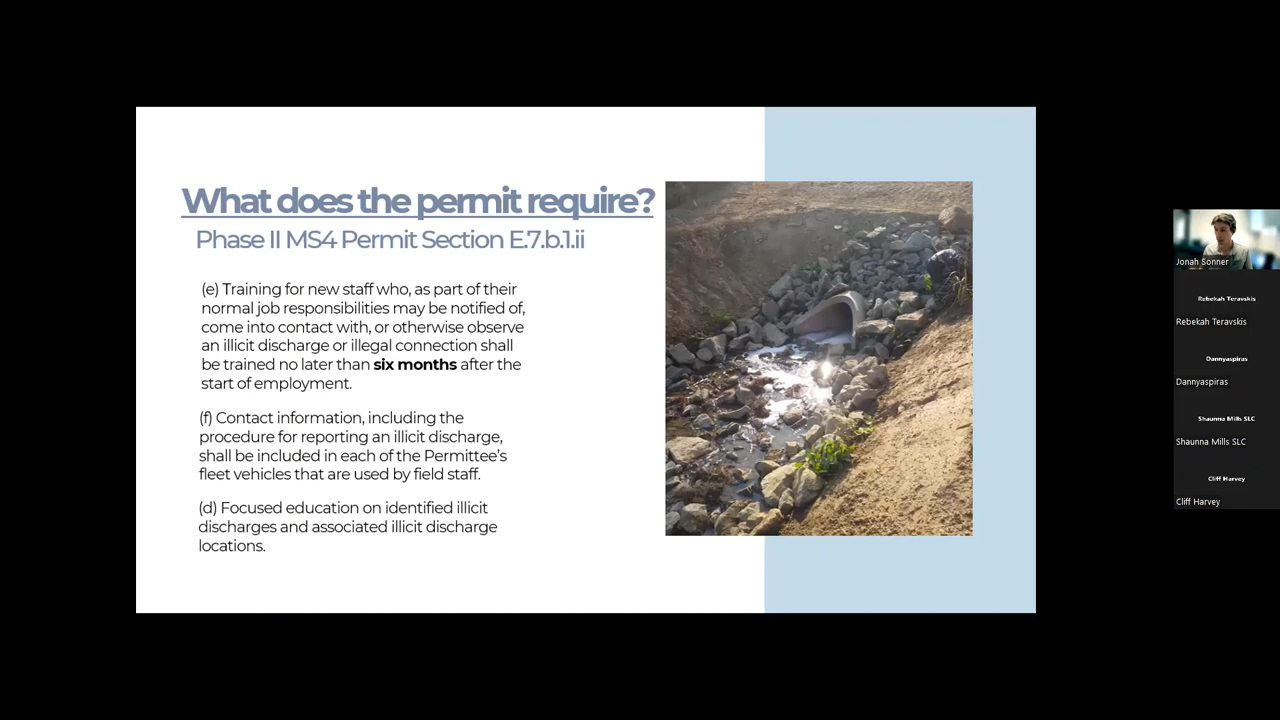 What does the permit require?
Phase II MS4 Permit Section E.7.b.1.ii
(e) Training for new staff who, as part of their
normal job responsibilities may be notified of,
come into contact with, or otherwise observe
an illicit discharge or illegal connection shall
be trained no later than six months after the
start of employment.
(f) Contact information, including the
procedure for reporting an illicit discharge,
shall be included in each of the Permittee's
fleet vehicles that are used by field staff.
(d) Focused education on identified illicit
discharges and associated illicit discharge
locations.
Jonah Sonner
Rebekah Teravskis
Rebekah Teravskis
Dannyaspiras
Dannyaspiras
Shaunna Mills SLC
Shaunna Mills SLC
Cliff Harvey
Cliff Harvey